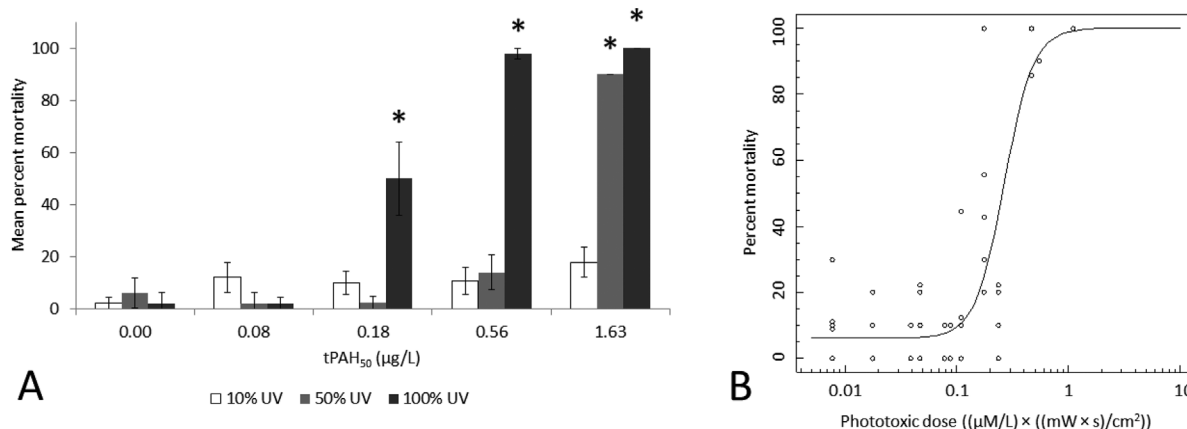 Mean percent mortality
100
80
60
40
20
0
*
*
*
*
0.00 0.08 0.18 0.56 1.63
tPAH₅₀ (µg/L)
10% UV 50% UV 100% UV
A
Percent mortality
100
80
60
40
20
0
0.01 0.1 1 10
Phototoxic dose ((µM/L) × ((mW × s)/cm²))
B